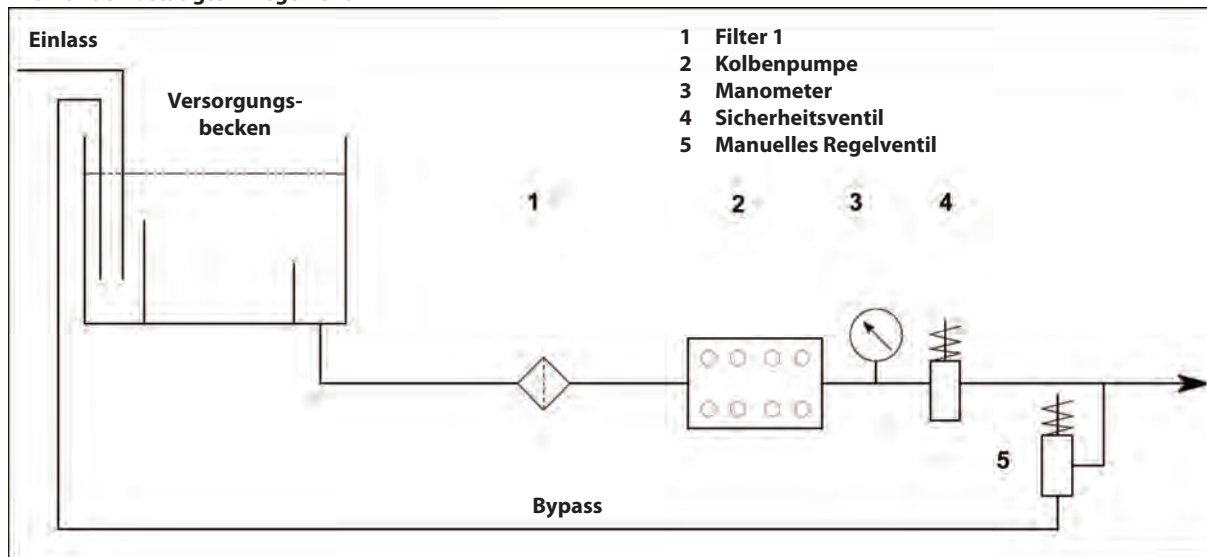 Einlass
Versorgungs-
becken
1 Filter 1
2 Kolbenpumpe
3 Manometer
4 Sicherheitsventil
5 Manuelles Regelventil
1
2
3
4
5
Bypass